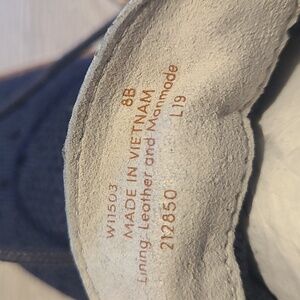 8B
W11503
MADE IN VIETNAM
Lining: Leather and Manmade
212850 L19